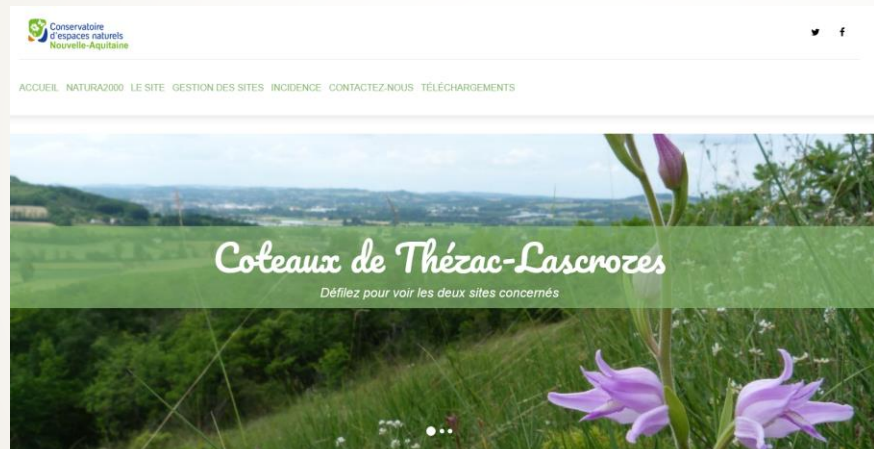 Conservatoire
d'espaces naturels
Nouvelle-Aquitaine
ACCUEIL NATURA2000 LE SITE GESTION DES SITES INCIDENCE CONTACTEZ-NOUS TÉLÉCHARGEMENTS
Coteaux de Thézac-Lascrozes
Défilez pour voir les deux sites concernés